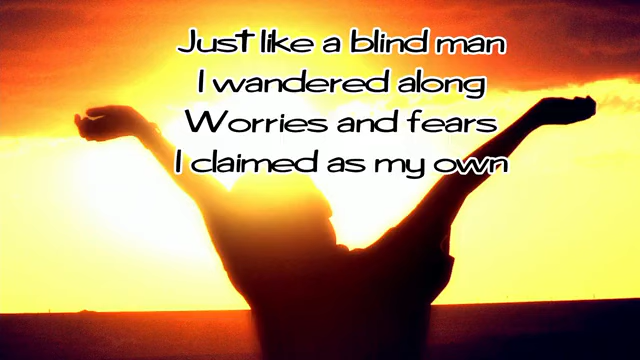 Just like a blind man
I wandered along
Worries and fears
I claimed as my own